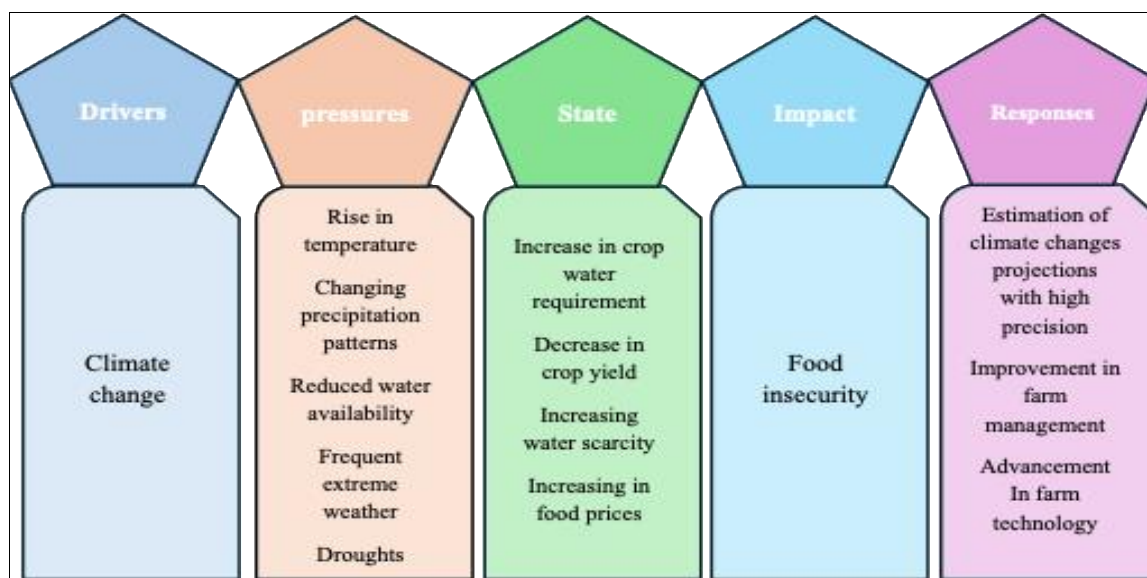 Drivers
Climate
change
pressures
Rise in
temperature
Changing
precipitation
patterns
Reduced water
availability
Frequent
extreme
weather
Droughts
State
Increase in crop
water
requirement
Decrease in
crop yield
Increasing
water scarcity
Increasing in
food prices
Impact
Food
insecurity
Responses
Estimation of
climate changes
projections
with high
precision
Improvement in
farm
management
Advancement
In farm
technology